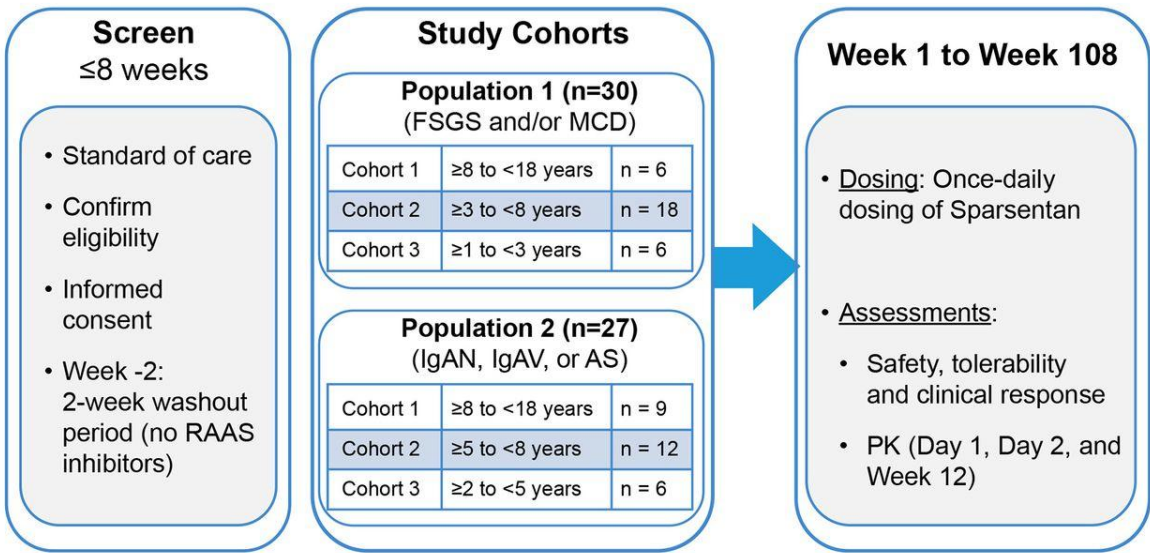 Screen
≤8 weeks
• Standard of care
• Confirm
eligibility
• Informed
consent
• Week -2:
2-week washout
period (no RAAS
inhibitors)
Study Cohorts
Population 1 (n=30)
(FSGS and/or MCD)
Cohort 1 ≥8 to <18 years n = 6
Cohort 2 ≥3 to <8 years n = 18
Cohort 3 ≥1 to <3 years n = 6
Population 2 (n=27)
(IgAN, IgAV, or AS)
Cohort 1 ≥8 to <18 years n = 9
Cohort 2 ≥5 to <8 years n = 12
Cohort 3 ≥2 to <5 years n = 6
Week 1 to Week 108
• Dosing: Once-daily
dosing of Sparsentan
• Assessments:
• Safety, tolerability
and clinical response
• PK (Day 1, Day 2, and
Week 12)